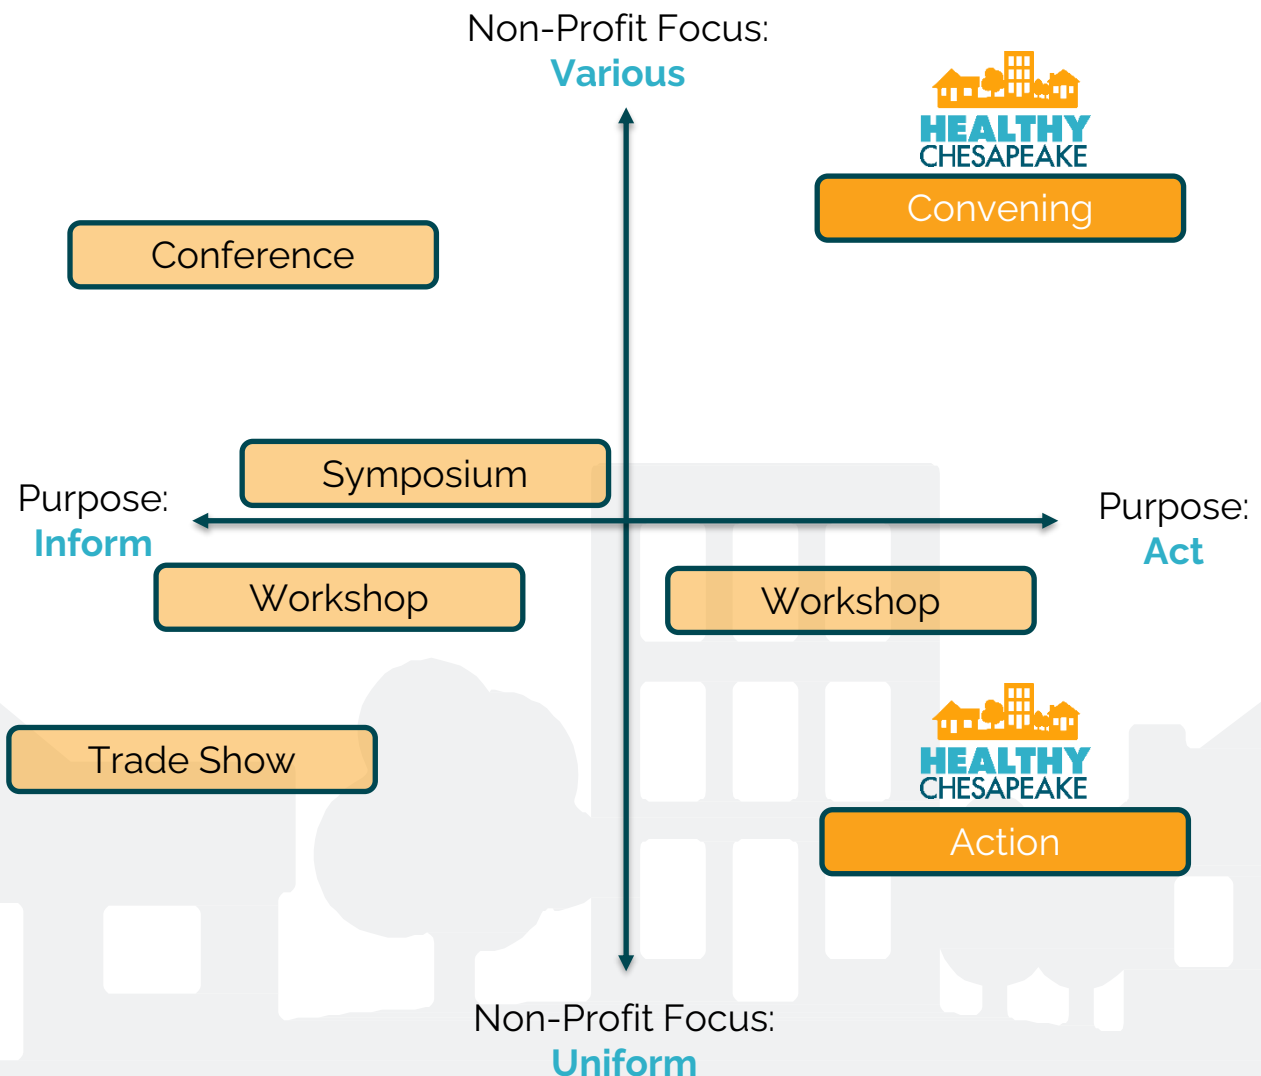 Non-Profit Focus:
Various
HEALTHY
CHESAPEAKE
Convening
Conference
Symposium
Purpose:
Inform
Purpose:
Act
Workshop
Workshop
Trade Show
HEALTHY
CHESAPEAKE
Action
Non-Profit Focus:
Uniform